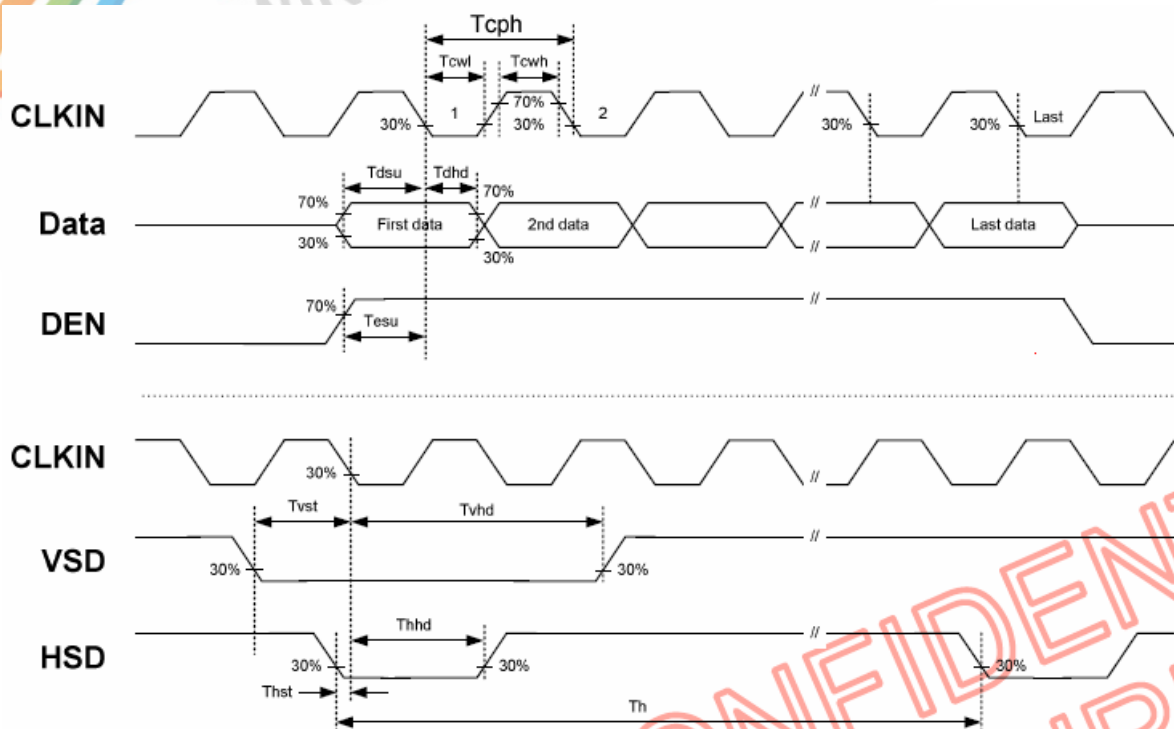 Tcph
Tcwl Tcwh
CLKIN 30% 1 70% 30% 2 // 30% 30% Last
Tdsu Tdhd
70% 70%
Data First data 2nd data // // Last data
30% 30%
DEN 70% Tesu //
CLKIN 30% //
Tvst Tvhd
VSD 30% 30% //
Thhd
HSD 30% 30% // 30%
Thst
Th